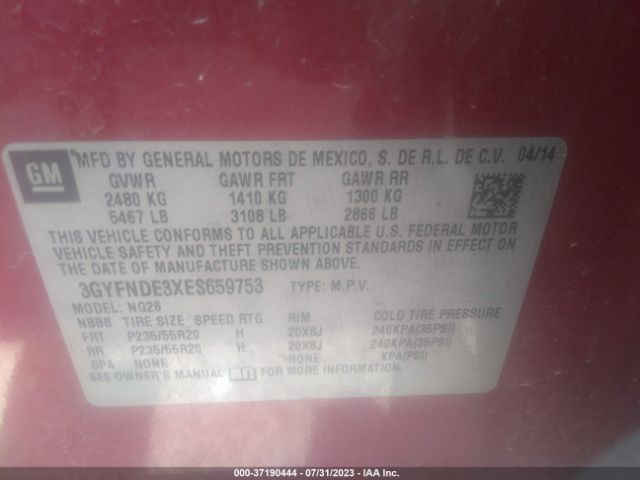 GM
MFD BY GENERAL MOTORS DE MEXICO, S. DE R.L. DE C.V. 04/14
GVWR GAWR FRT GAWR RR
2480 KG 1410 KG 1300 KG
5467 LB 3108 LB 2866 LB
THIS VEHICLE CONFORMS TO ALL APPLICABLE U.S. FEDERAL MOTOR
VEHICLE SAFETY AND THEFT PREVENTION STANDARDS IN EFFECT ON
THE DATE OF MANUFACTURE SHOWN ABOVE.
3GYFNDE3XES659753 TYPE: M.P.V.
MODEL: NG26
NBBB TIRE SIZE SPEED RTG RIM COLD TIRE PRESSURE
FRT P235/55R20 H 20X8J 240KPA(35PSI)
RR P235/55R20 H 20X8J 240KPA(35PSI)
SPA NONE NONE KPA(PSI)
SEE OWNER'S MANUAL FOR MORE INFORMATION.
000-37190444 - 07/31/2023 - IAA Inc.